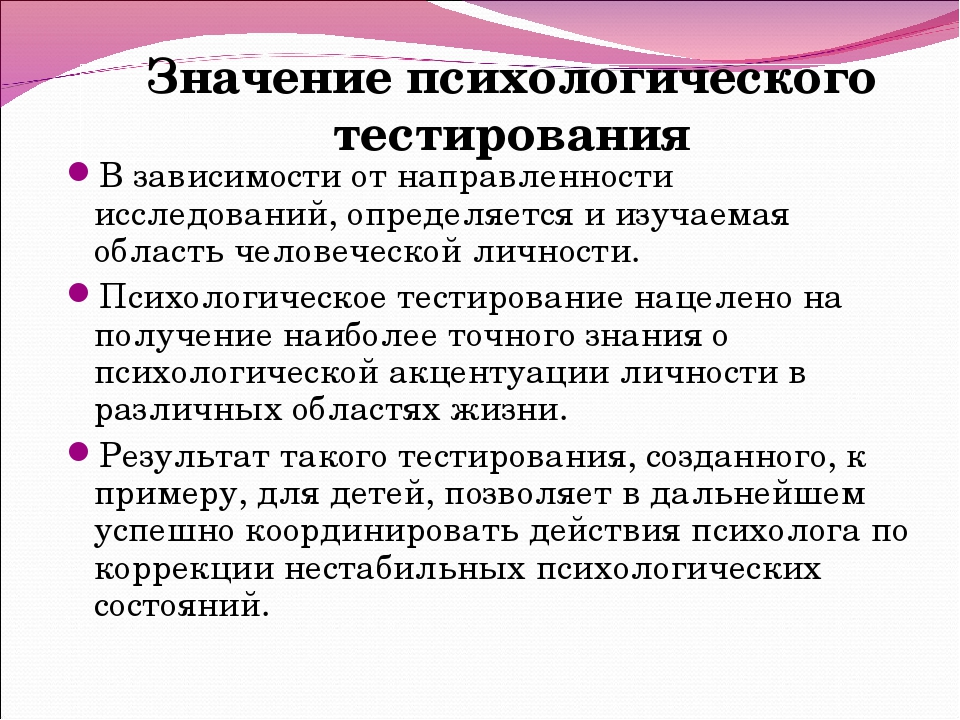 Значение психологического
тестирования
В зависимости от направленности
исследований, определяется и изучаемая
область человеческой личности.
Психологическое тестирование нацелено на
получение наиболее точного знания о
психологической акцентуации личности в
различных областях жизни.
Результат такого тестирования, созданного, к
примеру, для детей, позволяет в дальнейшем
успешно координировать действия психолога по
коррекции нестабильных психологических
состояний.